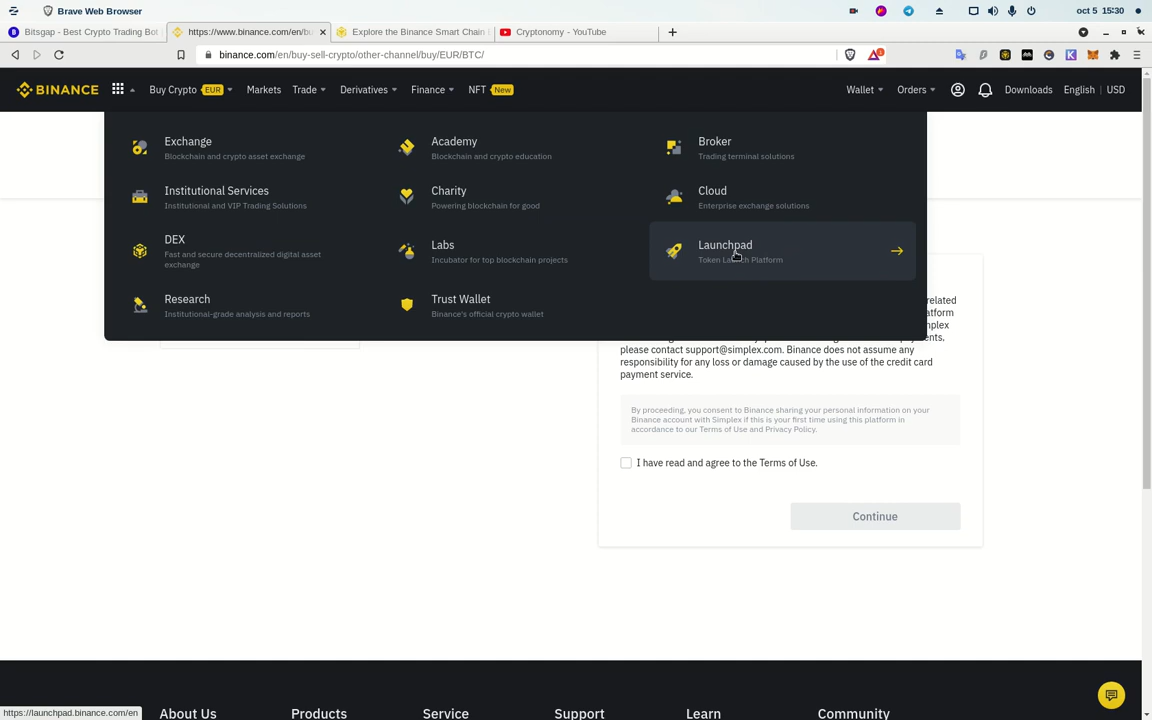 Brave Web Browser
oct 5 15:30
Bitsgap - Best Crypto Trading Bot
https://www.binance.com/en/bu
Explore the Binance Smart Chain
Cryptonomy - YouTube
binance.com/en/buy-sell-crypto/other-channel/buy/EUR/BTC/
BINANCE
Buy Crypto EUR
Markets
Trade
Derivatives
Finance
NFT New
Wallet
Orders
Downloads
English | USD
Exchange
Blockchain and crypto asset exchange
Academy
Blockchain and crypto education
Broker
Trading terminal solutions
Institutional Services
Institutional and VIP Trading Solutions
Charity
Powering blockchain for good
Cloud
Enterprise exchange solutions
DEX
Fast and secure decentralized digital asset
exchange
Labs
Incubator for top blockchain projects
Launchpad
Token Launch Platform
Research
Institutional-grade analysis and reports
Trust Wallet
Binance's official crypto wallet
related
please contact support@simplex.com. Binance does not assume any
responsibility for any loss or damage caused by the use of the credit card
payment service.
By proceeding, you consent to Binance sharing your personal information on your
Binance account with Simplex if this is your first time using this platform in
accordance to our Terms of Use and Privacy Policy.
I have read and agree to the Terms of Use.
Continue
https://launchpad.binance.com/en
About Us
Products
Service
Support
Learn
Community